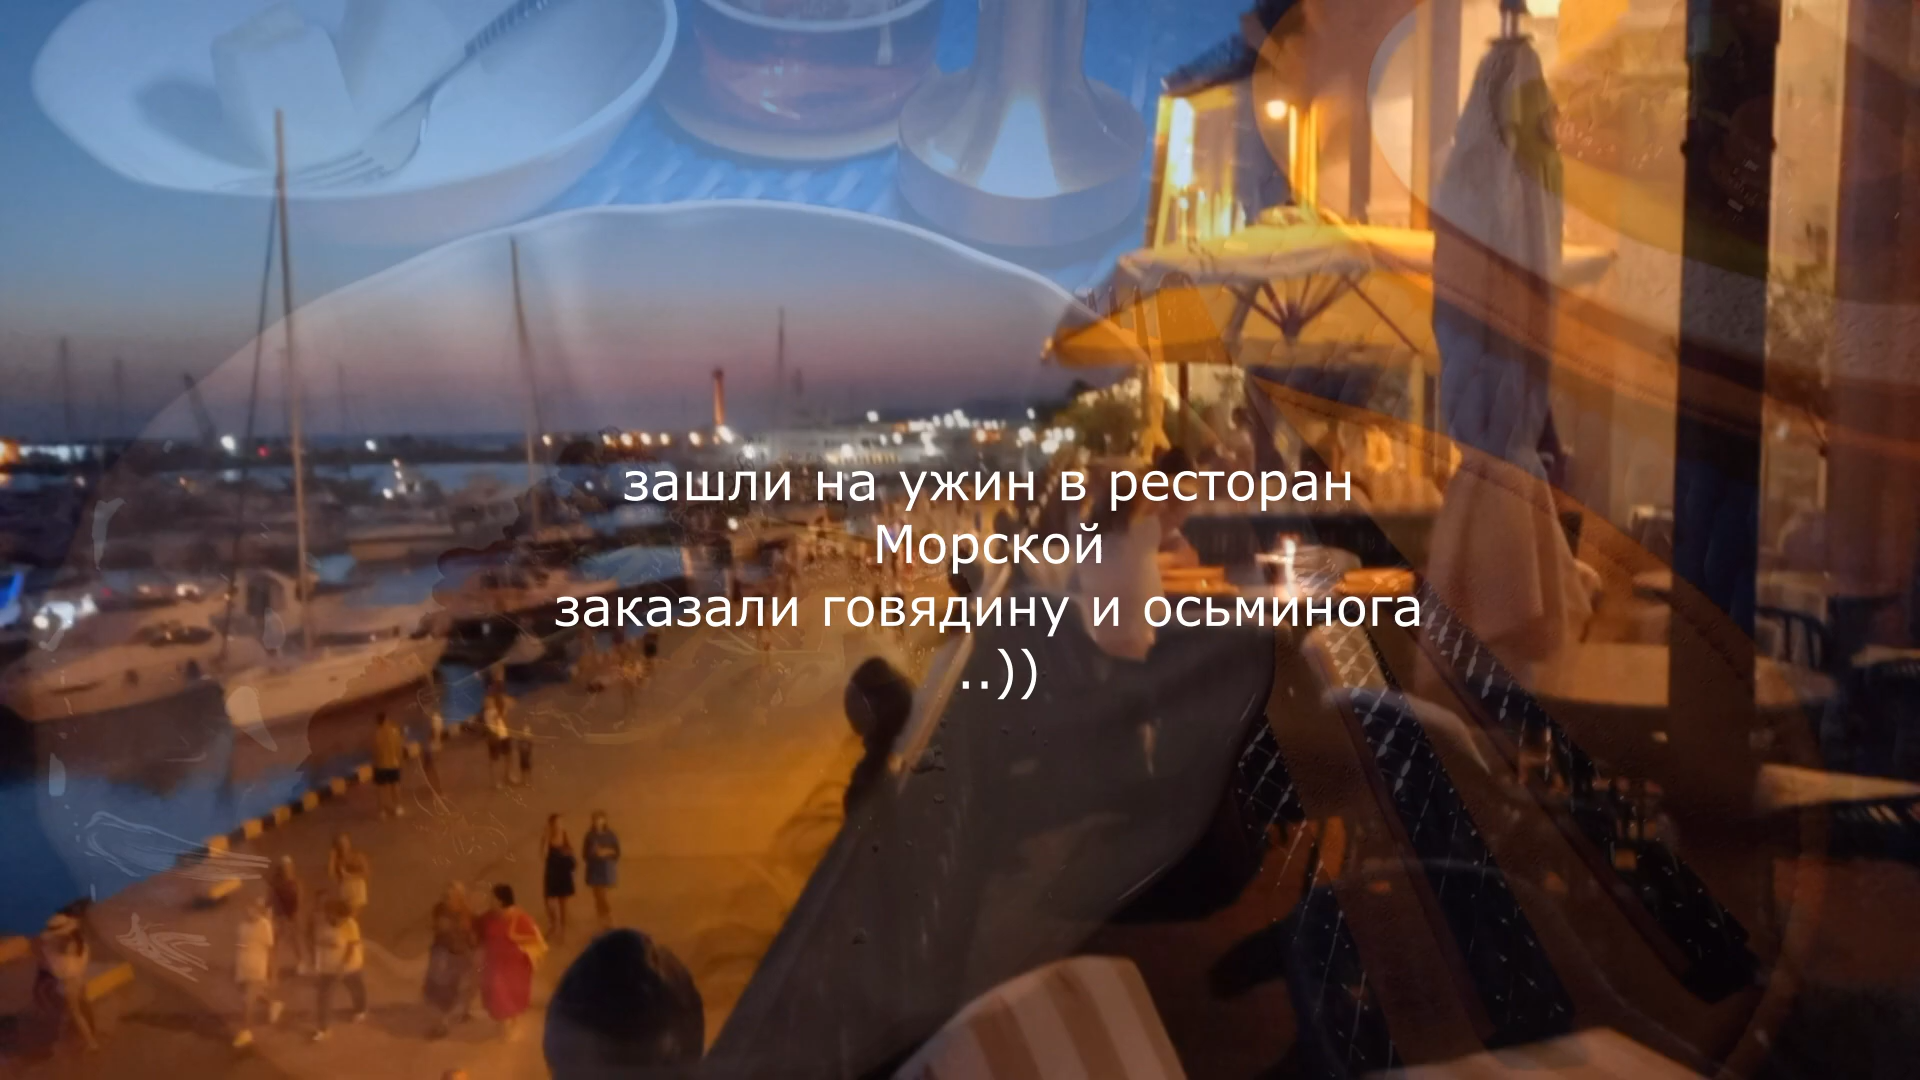 зашли на ужин в ресторан
Морской
заказали говядину и осьминога
..))